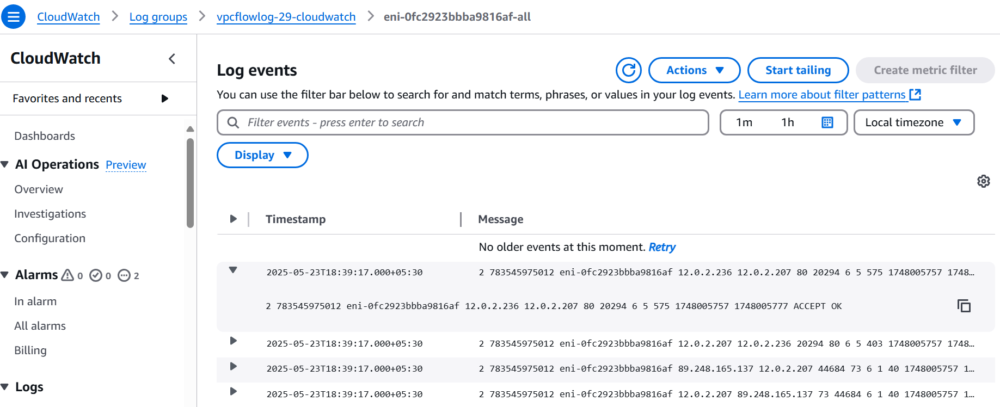 CloudWatch > Log groups > vpcflowlog-29-cloudwatch > eni-0fc2923bbba9816af-all
CloudWatch
Favorites and recents
Dashboards
AI Operations Preview
Overview
Investigations
Configuration
Alarms 0 0 2
In alarm
All alarms
Billing
Logs
Log events
Actions
Start tailing
Create metric filter
You can use the filter bar below to search for and match terms, phrases, or values in your log events. Learn more about filter patterns
Filter events - press enter to search
1m 1h
Local timezone
Display
Timestamp Message
No older events at this moment. Retry
2025-05-23T18:39:17.000+05:30 2 783545975012 eni-0fc2923bbba9816af 12.0.2.236 12.0.2.207 80 20294 6 5 575 1748005757 1748…
2 783545975012 eni-0fc2923bbba9816af 12.0.2.236 12.0.2.207 80 20294 6 5 575 1748005757 1748005777 ACCEPT OK
2025-05-23T18:39:17.000+05:30 2 783545975012 eni-0fc2923bbba9816af 12.0.2.207 12.0.2.236 20294 80 6 5 403 1748005757 1748…
2025-05-23T18:39:17.000+05:30 2 783545975012 eni-0fc2923bbba9816af 89.248.165.137 12.0.2.207 44684 73 6 1 40 1748005757 1…
2025-05-23T18:39:17.000+05:30 2 783545975012 eni-0fc2923bbba9816af 12.0.2.207 89.248.165.137 73 44684 6 1 40 1748005757 1…